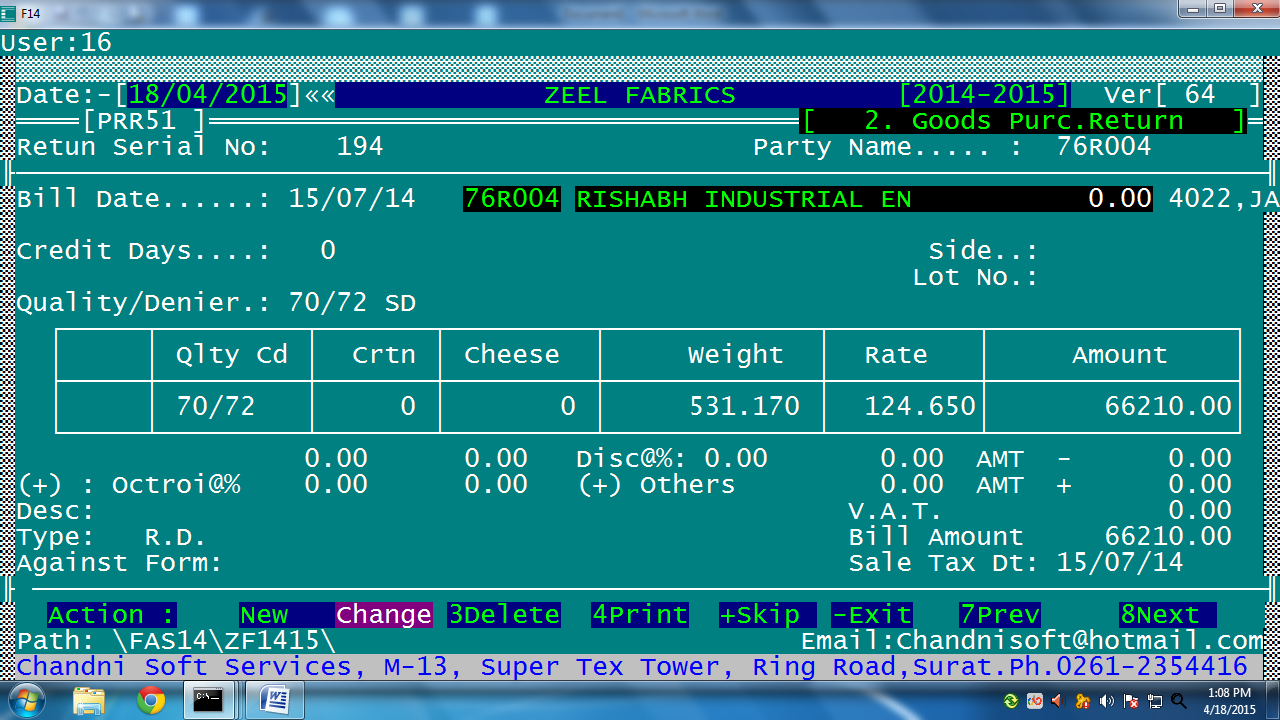 F14
User:16
Date:-[18/04/2015]«« ZEEL FABRICS [2014-2015] Ver[ 64 ]
[PRR51 ] [ 2. Goods Purc.Return ]
Retun Serial No: 194 Party Name..... : 76R004
Bill Date......: 15/07/14 76R004 RISHABH INDUSTRIAL EN 0.00 4022,JA
Credit Days....: 0 Side..:
Lot No.:
Quality/Denier.: 70/72 SD
Qlty Cd Crtn Cheese Weight Rate Amount
70/72 0 0 531.170 124.650 66210.00
0.00 0.00 Disc@%: 0.00 0.00 AMT - 0.00
(+) : Octroi@% 0.00 0.00 (+) Others 0.00 AMT + 0.00
Desc: V.A.T. 0.00
Type: R.D. Bill Amount 66210.00
Against Form: Sale Tax Dt: 15/07/14
Action : New Change 3Delete 4Print +Skip -Exit 7Prev 8Next
Path: \FAS14\ZF1415\ Email:Chandnisoft@hotmail.com
Chandni Soft Services, M-13, Super Tex Tower, Ring Road,Surat.Ph.0261-2354416
1:08 PM
4/18/2015